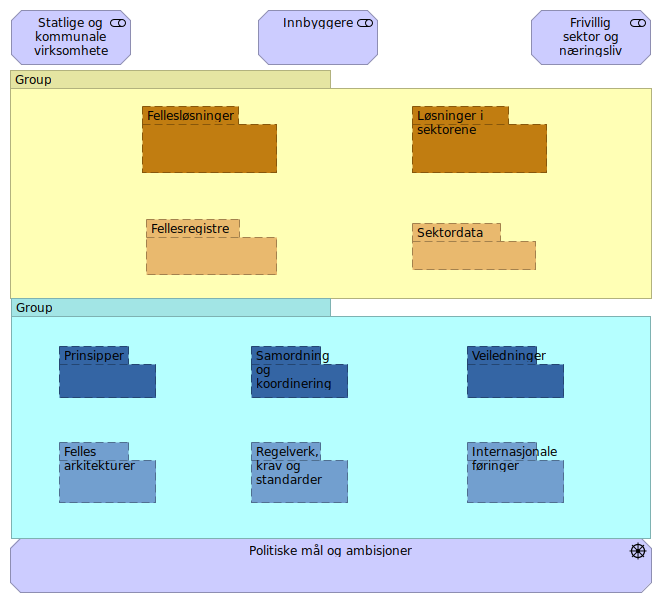 Statlige og
kommunale
virksomhete
Innbyggere
Frivillig
sektor og
næringsliv
Group
Fellesløsninger
Løsninger i
sektorene
Fellesregistre
Sektordata
Group
Prinsipper
Samordning
og
koordinering
Veiledninger
Felles
arkitekturer
Regelverk,
krav og
standarder
Internasjonale
føringer
Politiske mål og ambisjoner